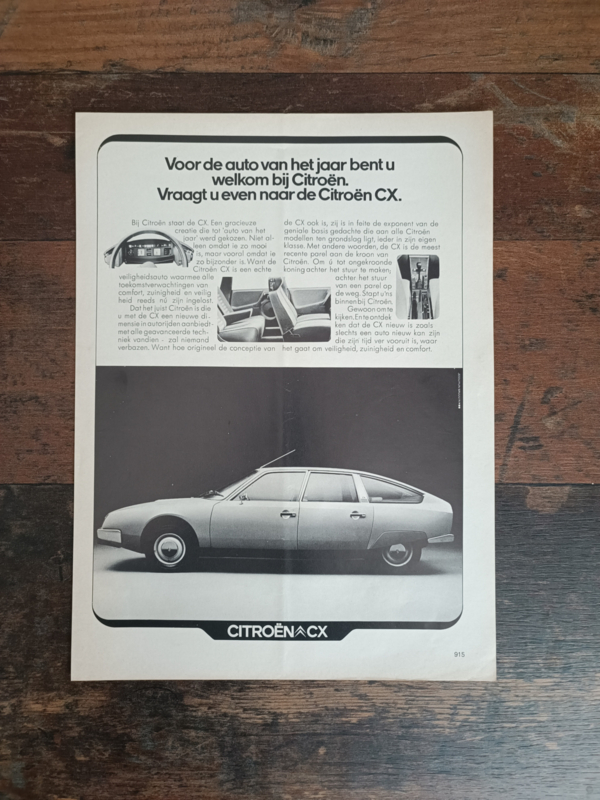 Voor de auto van het jaar bent u
welkom bij Citroën.
Vraagt u even naar de Citroën CX.
Bij Citroën staat de CX. Een gracieuze
creatie die tot 'auto van het
jaar' werd gekozen. Niet al-
leen omdat ie zo mooi
is, maar vooral omdat ie
zo bijzonder is. Want de
Citroën CX is een echte
veiligheidsauto waarmee alle
toekomstverwachtingen van
comfort, zuinigheid en veilig
heid reeds nú zijn ingelost.
Dat het juist Citroën is die
u met de CX een nieuwe di-
mensie in autorijden aanbiedt-
met alle geavanceerde tech-
niek vandien - zal niemand
verbazen. Want hoe origineel de conceptie van
de CX ook is, zij is in feite de exponent van de
geniale basis gedachte die aan alle Citroën
modellen ten grondslag ligt, ieder in zijn eigen
klasse. Met andere woorden, de CX is de meest
recente parel aan de kroon van
Citroën. Om ú tot ongekroonde
koning achter het stuur te maken;
achter het stuur
van een parel op
de weg. Stapt u'ns
binnen bij Citroën.
Gewoon om te
kijken. En te ontdek
ken dat de CX nieuw is zoals
slechts een auto nieuw kan zijn
die zijn tijd ver vooruit is, waar
het gaat om veiligheid, zuinigheid en comfort.
CITROËN CX
915